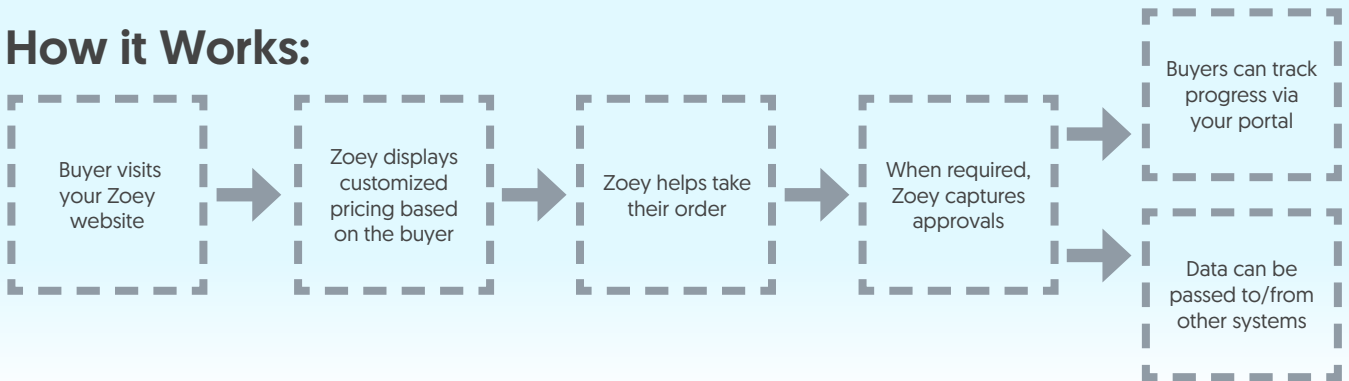 How it Works:
Buyer visits
your Zoey
website
Zoey displays
customized
pricing based
on the buyer
Zoey helps take
their order
When required,
Zoey captures
approvals
Buyers can track
progress via
your portal
Data can be
passed to/from
other systems